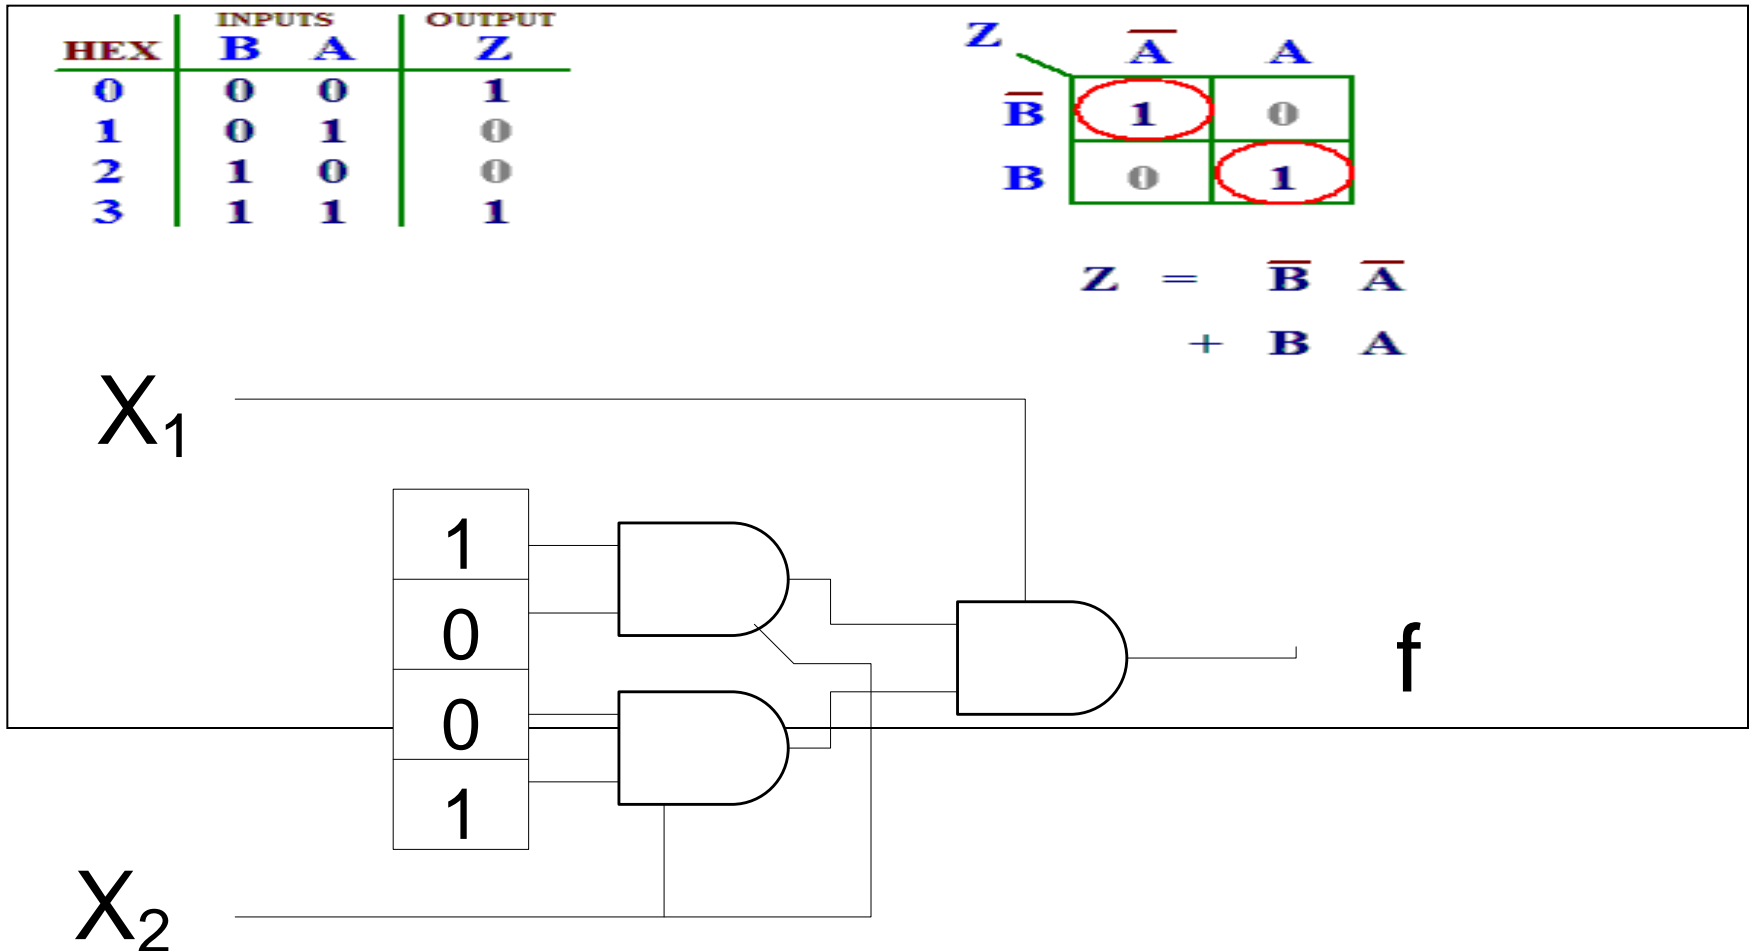 INPUTS OUTPUT
HEX B A Z
0 0 0 1
1 0 1 0
2 1 0 0
3 1 1 1
Z A̅ A
B̅ 1 0
B 0 1
Z = B̅ A̅
+ B A
X₁
1
0
0
1
f
X₂